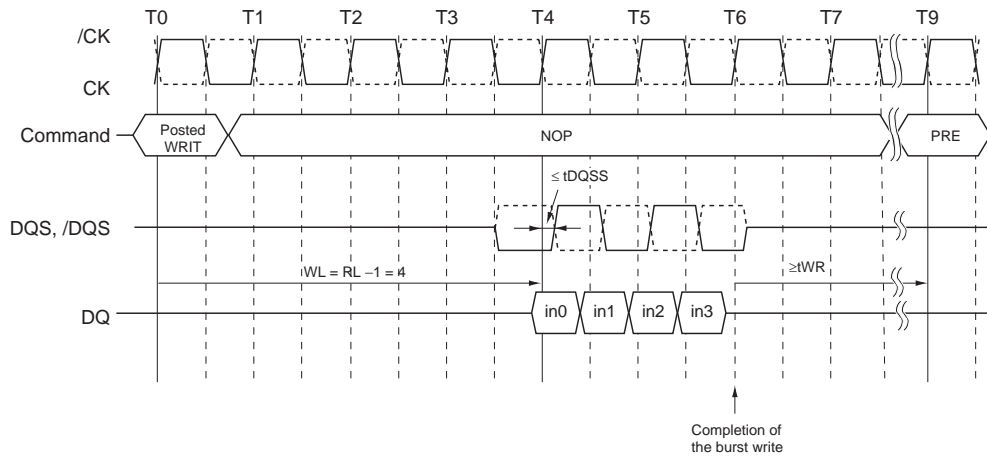 T0 T1 T2 T3 T4 T5 T6 T7 T9
/CK
CK
Command
Posted
WRIT
NOP
PRE
≤ tDQSS
DQS, /DQS
WL = RL −1 = 4
≥tWR
DQ
in0 in1 in2 in3
Completion of
the burst write